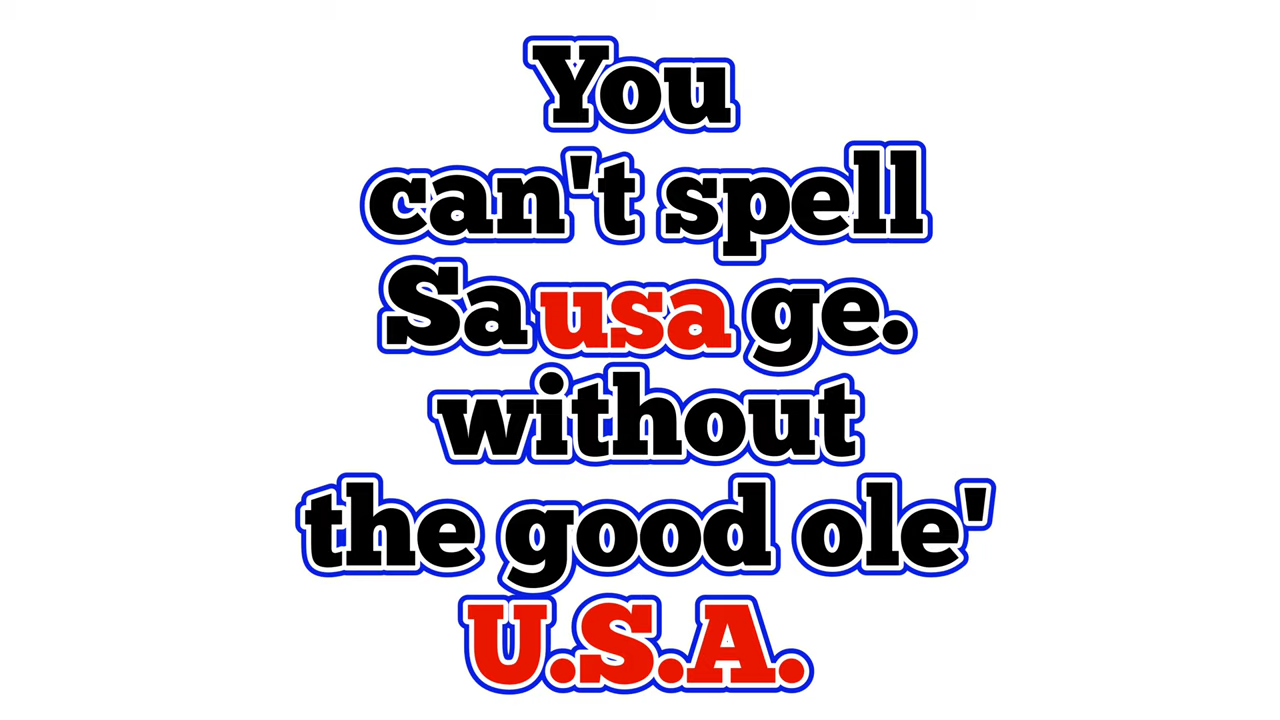 You
can't spell
Sausage.
without
the good ole'
U.S.A.